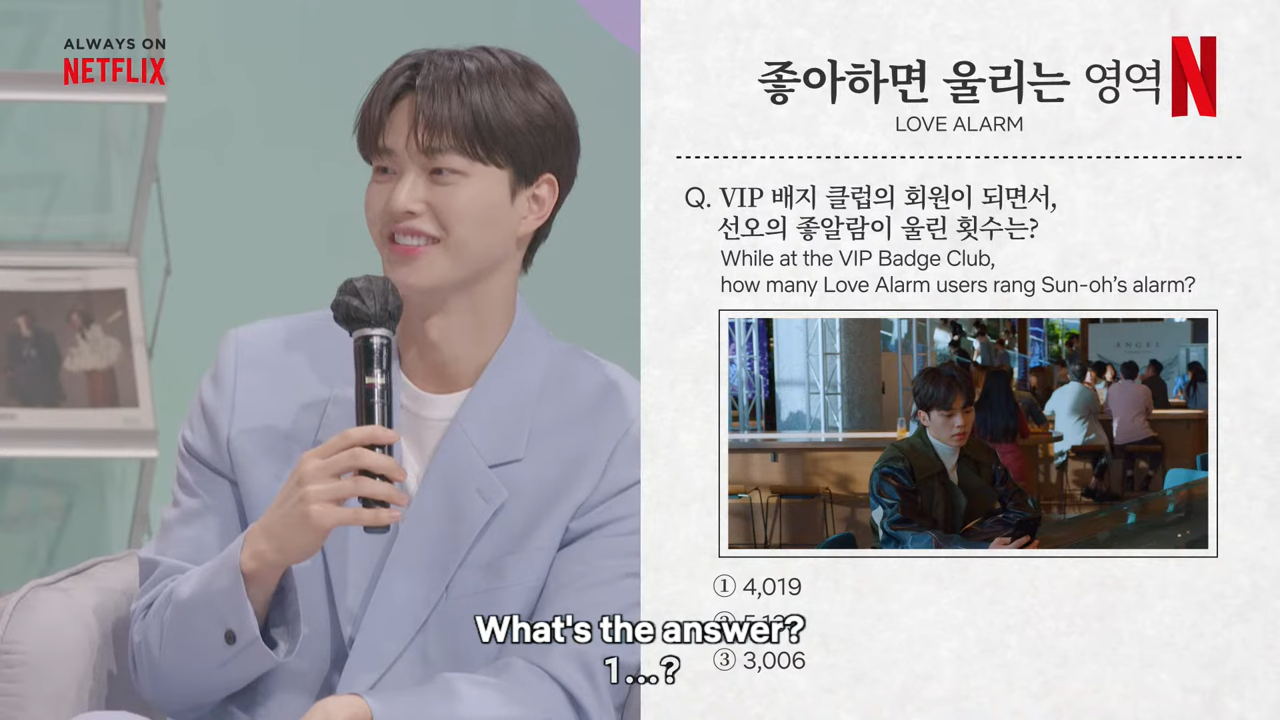 ALWAYS ON
NETFLIX
좋아하면 울리는 영역
LOVE ALARM
Q. VIP 배지 클럽의 회원이 되면서,
선오의 좋알람이 울린 횟수는?
While at the VIP Badge Club,
how many Love Alarm users rang Sun-oh's alarm?
ANGEL
① 4,019
②
③ 3,006
What's the answer?
1...?